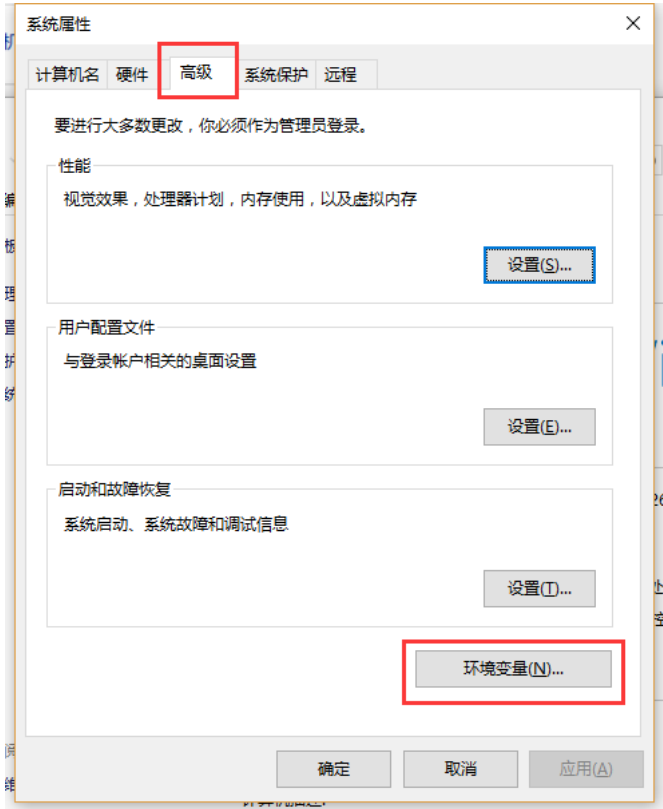 系统属性
计算机名 硬件 高级 系统保护 远程
要进行大多数更改，你必须作为管理员登录。
性能
视觉效果，处理器计划，内存使用，以及虚拟内存
设置(S)...
用户配置文件
与登录帐户相关的桌面设置
设置(E)...
启动和故障恢复
系统启动、系统故障和调试信息
设置(T)...
环境变量(N)...
确定 取消 应用(A)